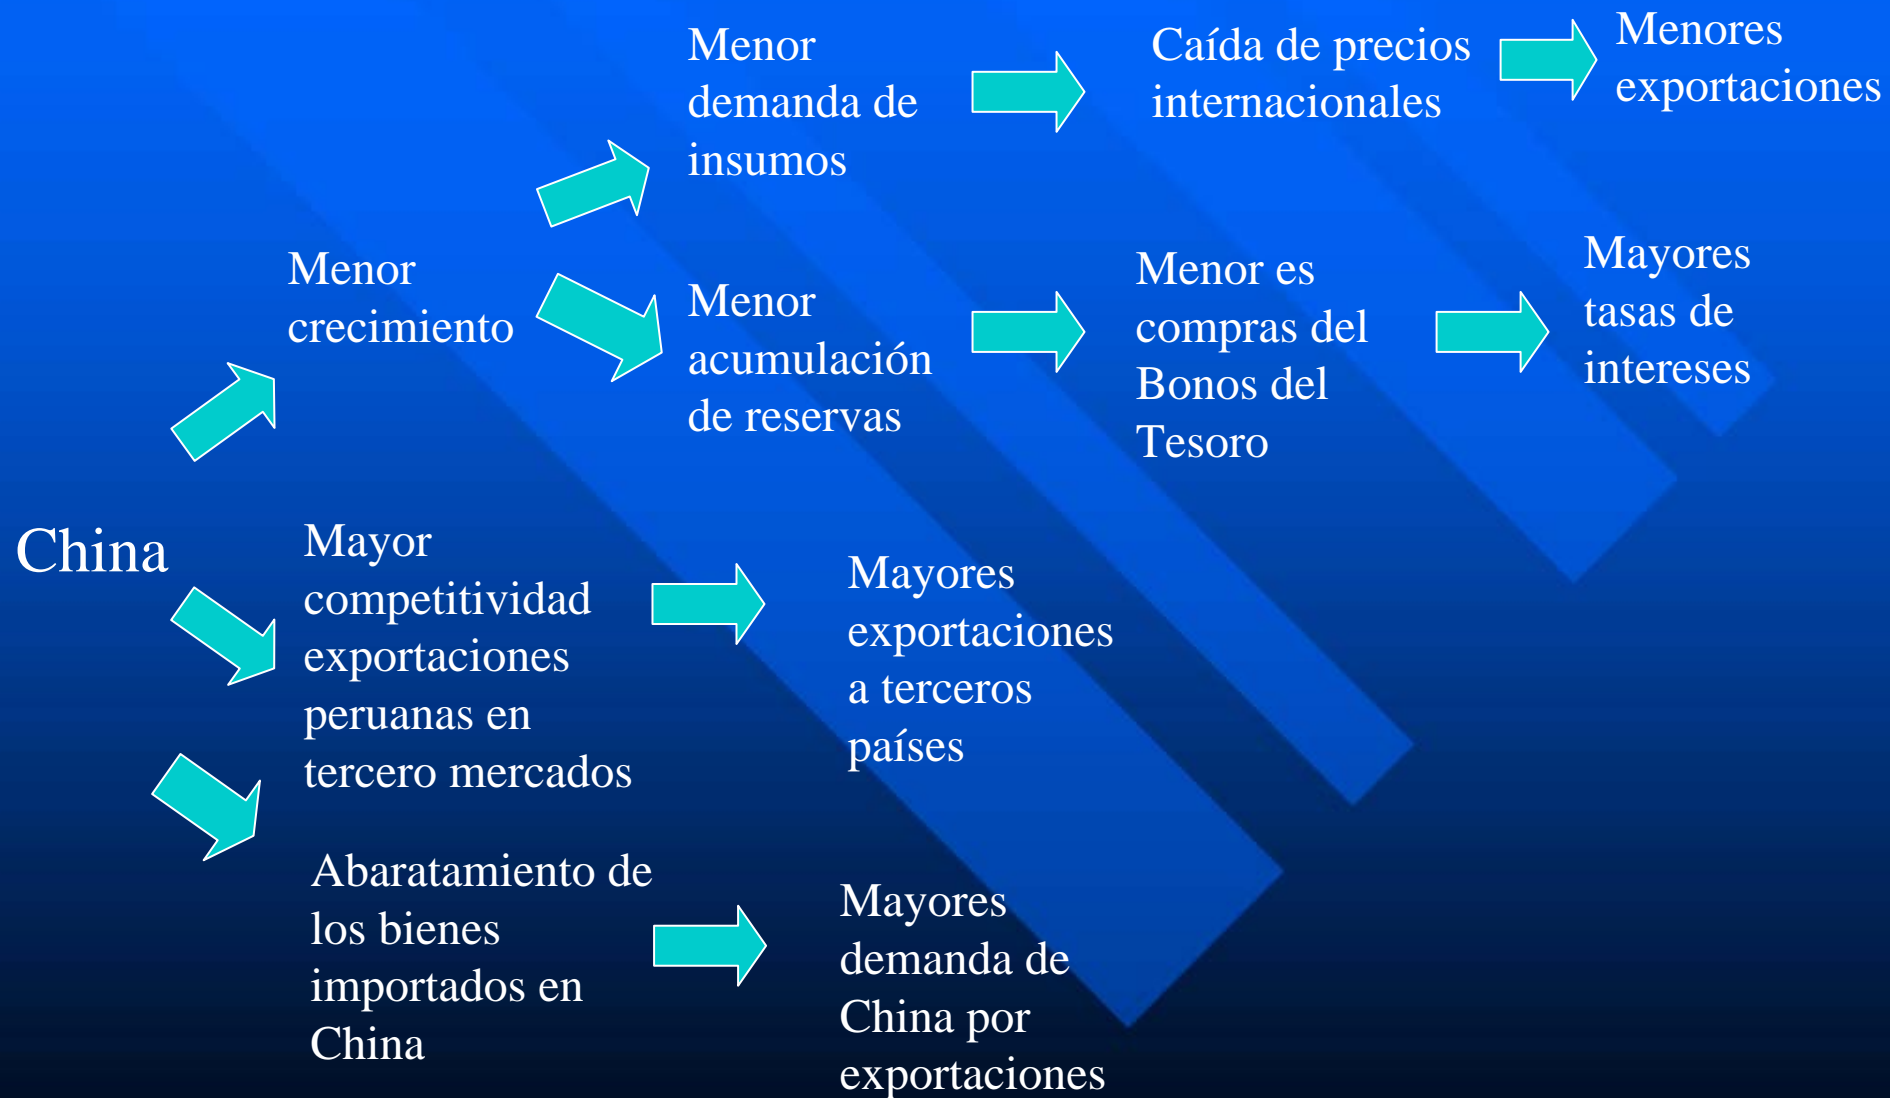 Menor
demanda de
insumos
Caída de precios
internacionales
Menores
exportaciones
Menor
crecimiento
Menor
acumulación
de reservas
Menor es
compras del
Bonos del
Tesoro
Mayores
tasas de
intereses
China
Mayor
competitividad
exportaciones
peruanas en
tercero mercados
Mayores
exportaciones
a terceros
países
Abaratamiento de
los bienes
importados en
China
Mayores
demanda de
China por
exportaciones